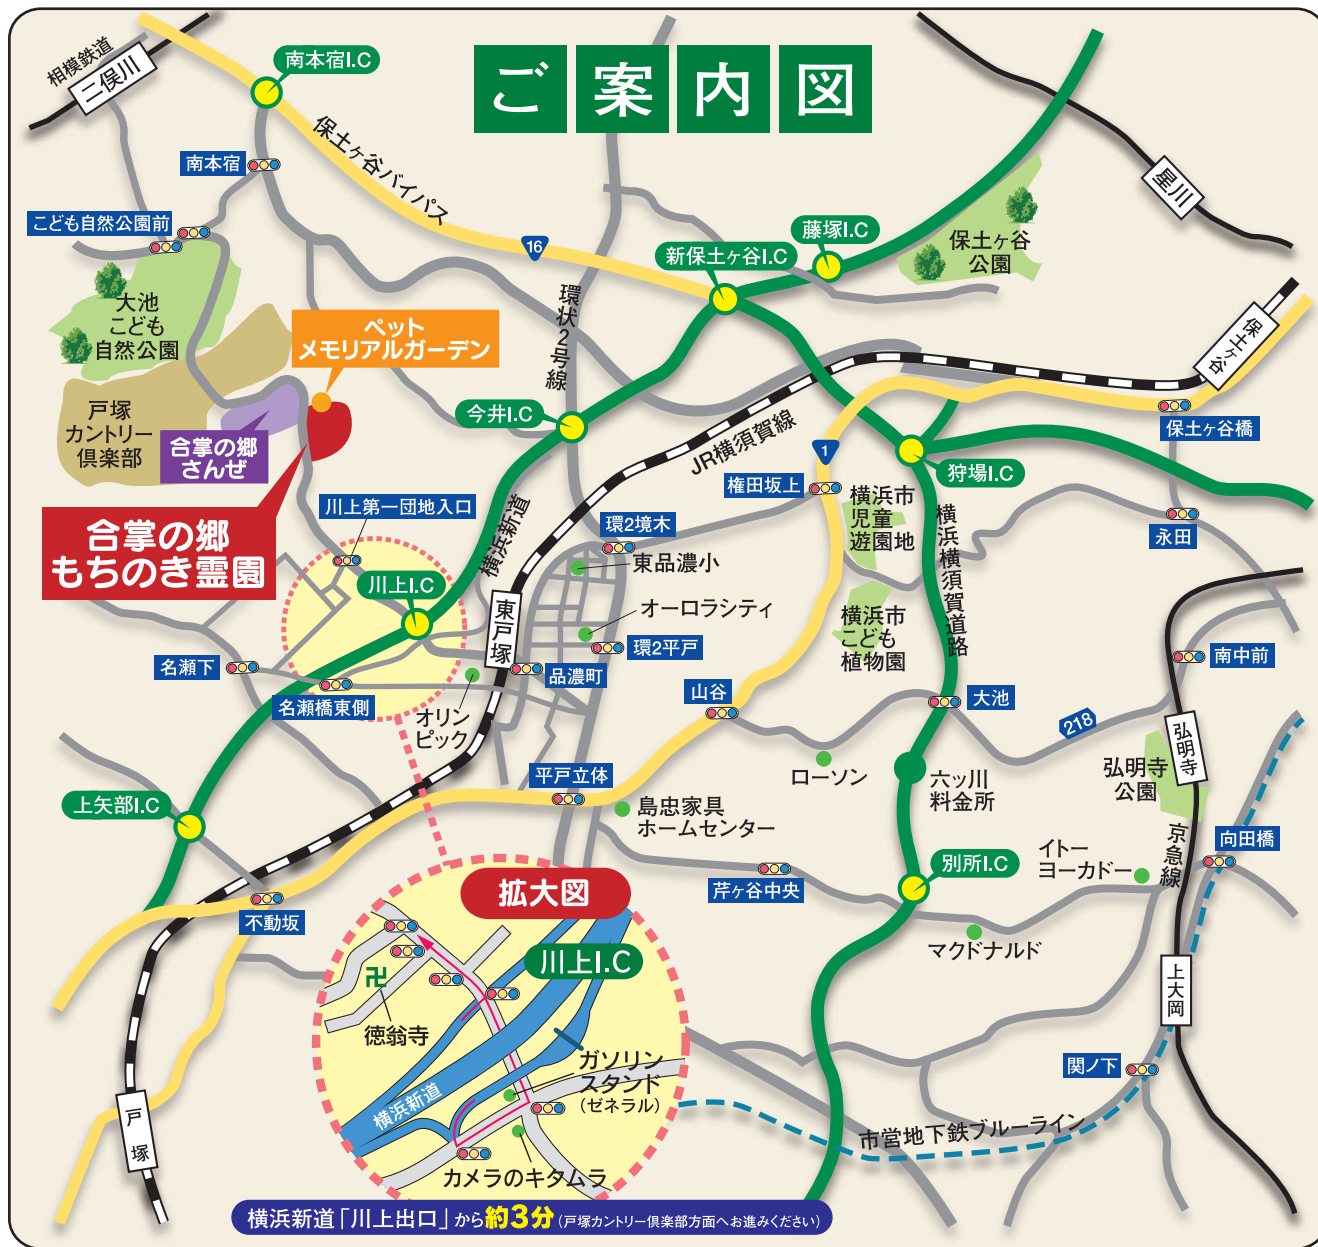 ご案内図
相模鉄道
二俣川
南本宿I.C
南本宿
保土ヶ谷バイパス
こども自然公園前
16
新保土ヶ谷I.C
藤塚I.C
保土ヶ谷
公園
星川
大池
こども
自然公園
ペット
メモリアルガーデン
環状2号線
保土ヶ谷
戸塚
カントリー
倶楽部
合掌の郷
さんぜ
今井I.C
JR横須賀線
1
保土ヶ谷橋
狩場I.C
合掌の郷
もちのき霊園
川上第一団地入口
横浜新道
権田坂上
横浜市
児童
遊園地
横浜横須賀道路
永田
環2境木
東品濃小
川上I.C
東戸塚
オーロラシティ
環2平戸
横浜市
こども
植物園
南中前
名瀬下
名瀬橋東側
オリン
ピック
品濃町
山谷
大池
218
弘明寺
ローソン
六ッ川
料金所
弘明寺
公園
上矢部I.C
平戸立体
島忠家具
ホームセンター
京急線
向田橋
イトー
ヨーカドー
別所I.C
芹ヶ谷中央
不動坂
マクドナルド
拡大図
川上I.C
卍
徳翁寺
上大岡
ガソリン
スタンド
(ゼネラル)
横浜新道
関ノ下
市営地下鉄ブルーライン
戸塚
カメラのキタムラ
横浜新道「川上出口」から約3分(戸塚カントリー倶楽部方面へお進みください)